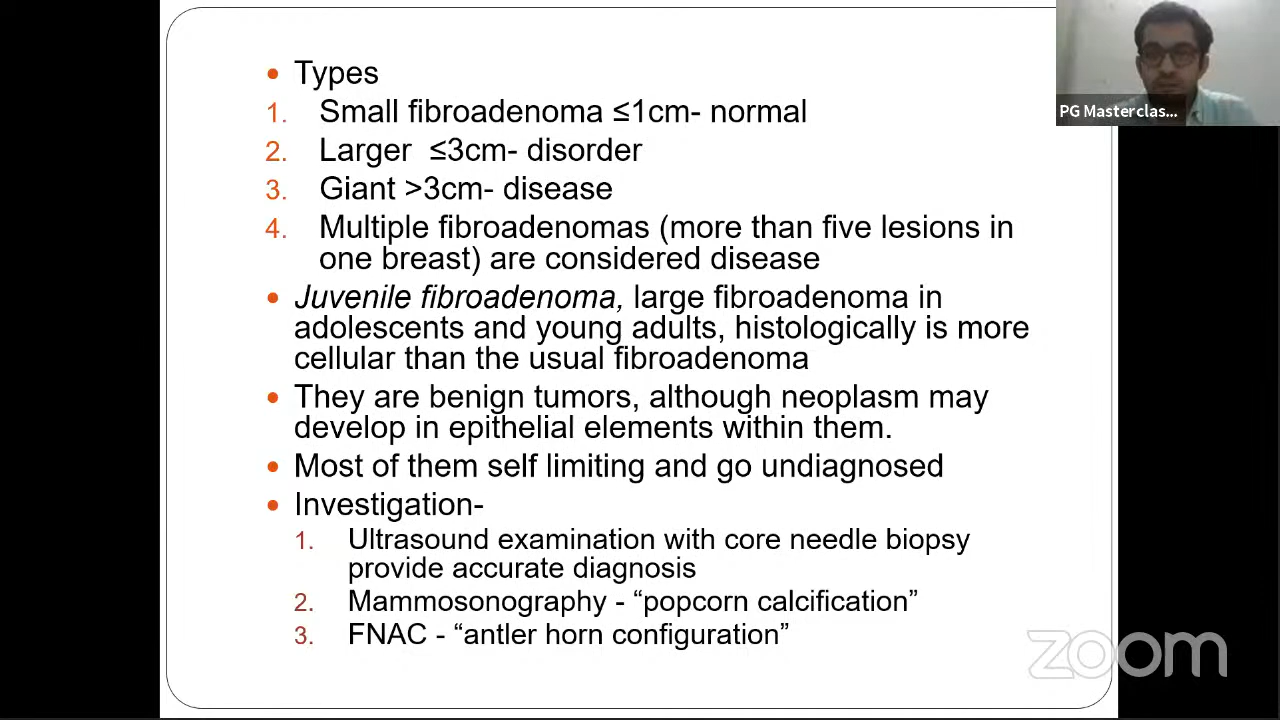 • Types
1. Small fibroadenoma ≤1cm- normal
2. Larger ≤3cm- disorder
3. Giant >3cm- disease
4. Multiple fibroadenomas (more than five lesions in
one breast) are considered disease
• Juvenile fibroadenoma, large fibroadenoma in
adolescents and young adults, histologically is more
cellular than the usual fibroadenoma
• They are benign tumors, although neoplasm may
develop in epithelial elements within them.
• Most of them self limiting and go undiagnosed
• Investigation-
1. Ultrasound examination with core needle biopsy
provide accurate diagnosis
2. Mammosonography - “popcorn calcification”
3. FNAC - “antler horn configuration”
PG Masterclas...
zoom